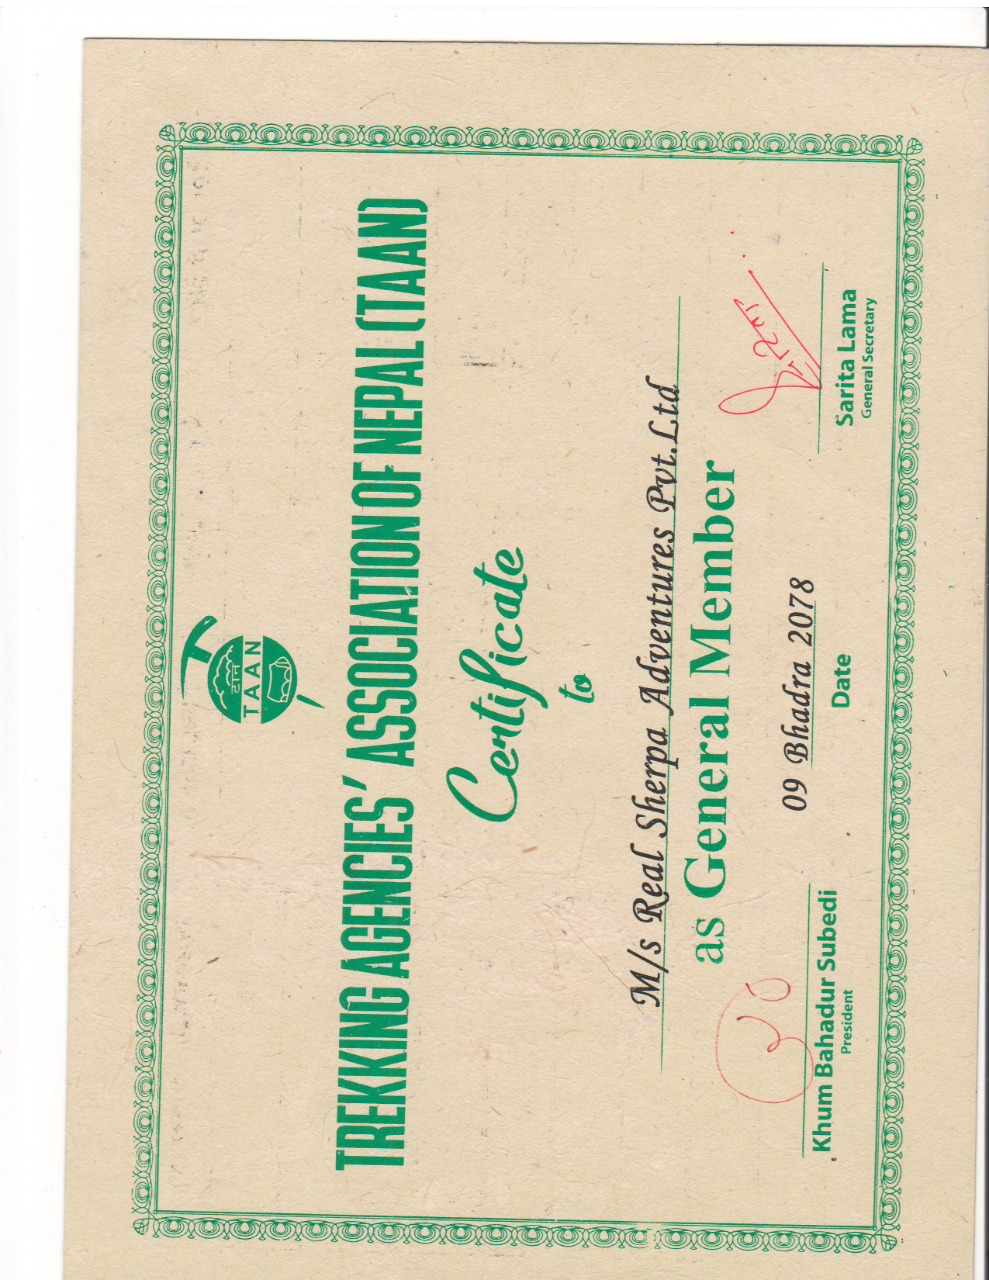 टान
TAAN
TREKKING AGENCIES' ASSOCIATION OF NEPAL (TAAN)
Certificate
to
M/s Real Sherpa Adventures Pvt.Ltd
as General Member
09 Bhadra 2078
Khum Bahadur Subedi
President
Date
Sarita Lama
General Secretary